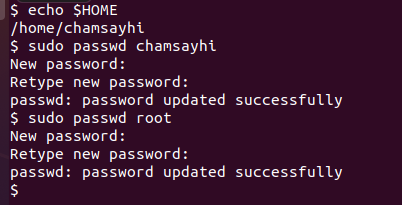 $ echo $HOME
/home/chamsayhi
$ sudo passwd chamsayhi
New password:
Retype new password:
passwd: password updated successfully
$ sudo passwd root
New password:
Retype new password:
passwd: password updated successfully
$